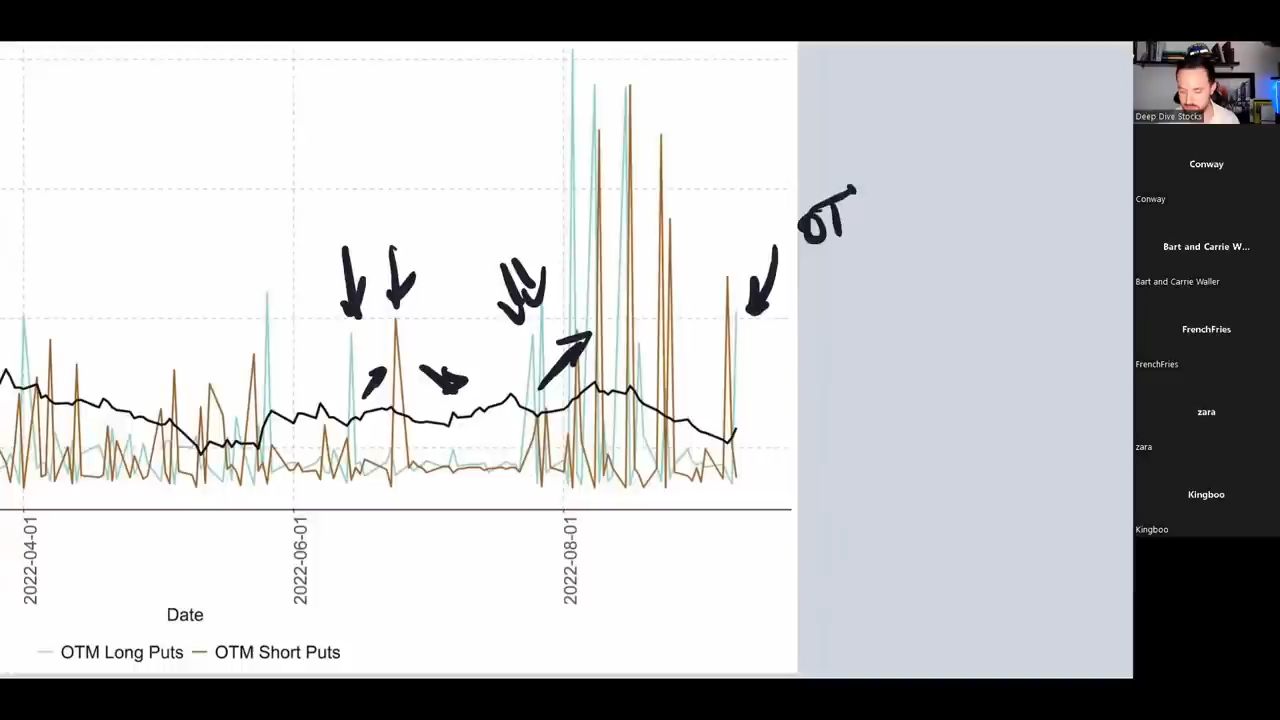 OT
2022-04-01
2022-06-01
2022-08-01
Date
OTM Long Puts
OTM Short Puts
Deep Dive Stocks
Conway
Conway
Bart and Carrie W...
Bart and Carrie Waller
FrenchFries
FrenchFries
zara
zara
Kingboo
Kingboo